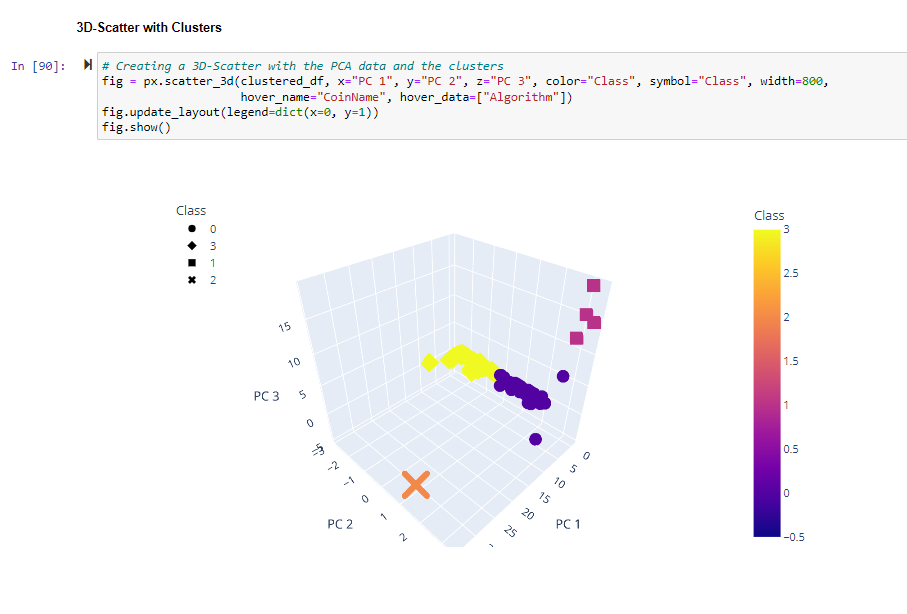 3D-Scatter with Clusters
In [90]:
# Creating a 3D-Scatter with the PCA data and the clusters
fig = px.scatter_3d(clustered_df, x="PC 1", y="PC 2", z="PC 3", color="Class", symbol="Class", width=800,
hover_name="CoinName", hover_data=["Algorithm"])
fig.update_layout(legend=dict(x=0, y=1))
fig.show()
Class
0
3
1
2
15
10
5
0
−5
PC 3
−2
−1
0
1
2
PC 2
0
5
10
15
20
25
PC 1
Class
3
2.5
2
1.5
1
0.5
0
−0.5